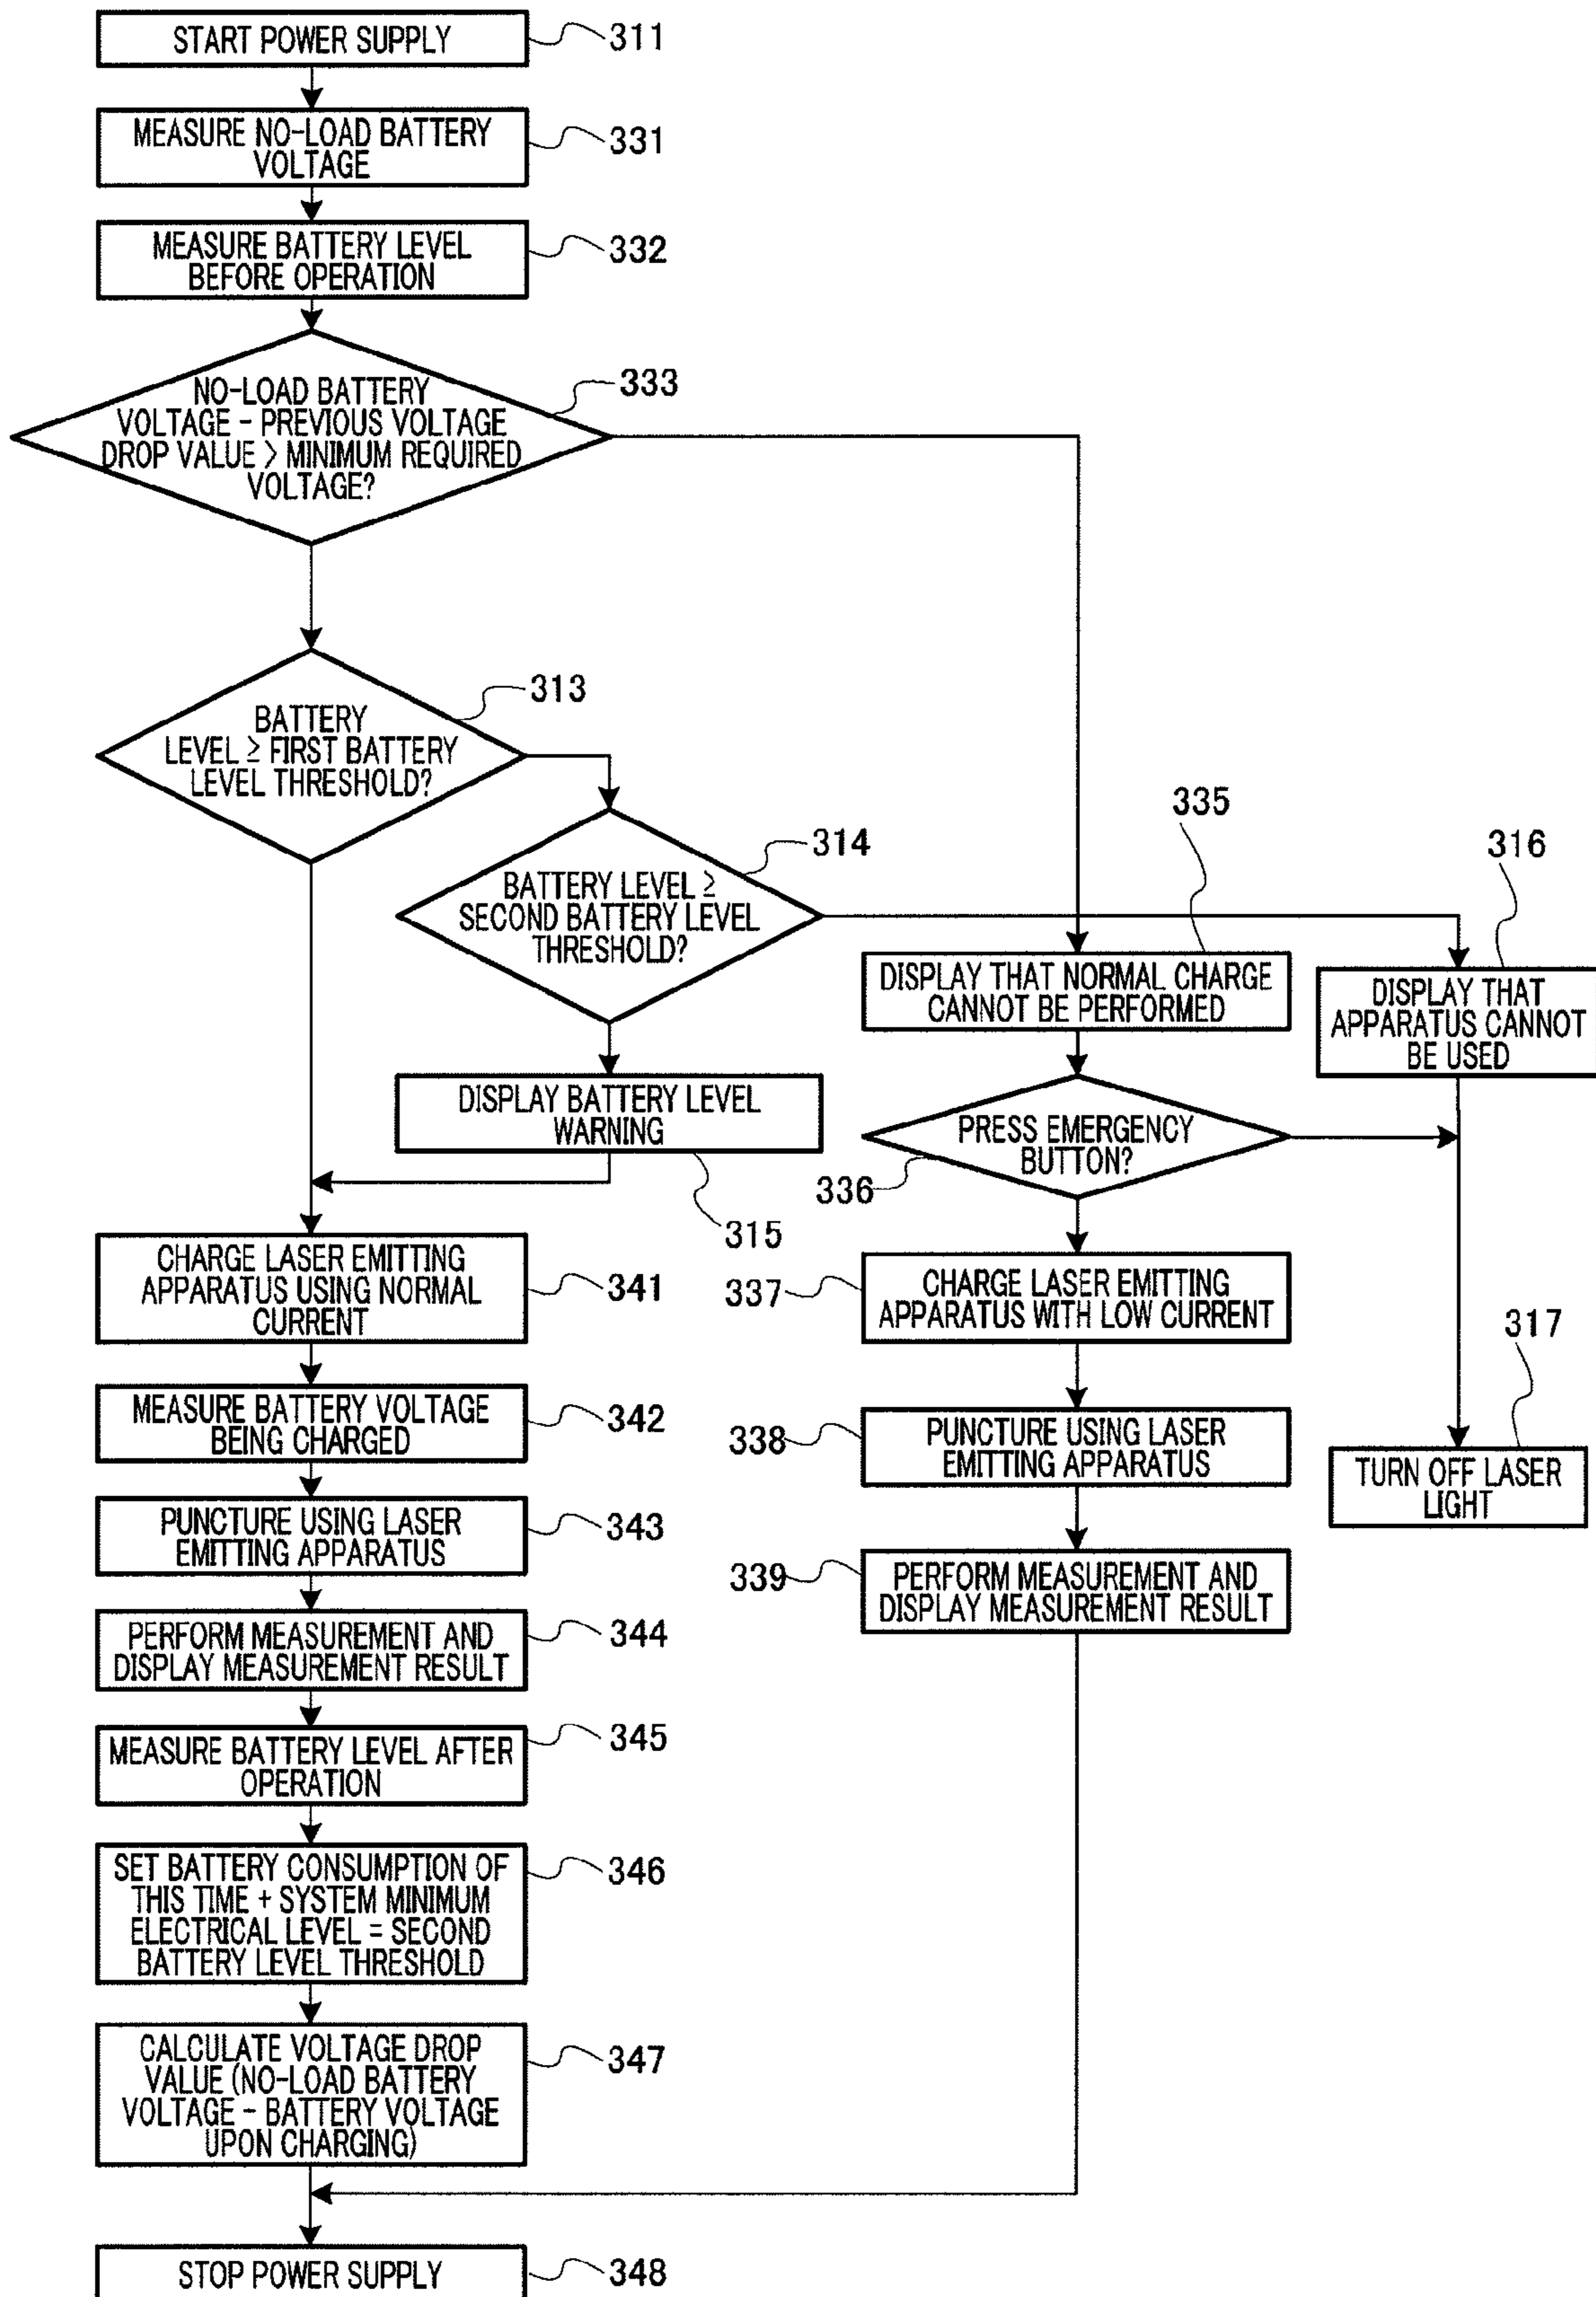 START POWER SUPPLY
311
MEASURE NO-LOAD BATTERY
VOLTAGE
331
MEASURE BATTERY LEVEL
BEFORE OPERATION
332
NO-LOAD BATTERY
VOLTAGE - PREVIOUS VOLTAGE
DROP VALUE > MINIMUM REQUIRED
VOLTAGE?
333
BATTERY
LEVEL ≥ FIRST BATTERY
LEVEL THRESHOLD?
313
BATTERY LEVEL ≥
SECOND BATTERY LEVEL
THRESHOLD?
314
DISPLAY BATTERY LEVEL
WARNING
315
335
DISPLAY THAT NORMAL CHARGE
CANNOT BE PERFORMED
316
DISPLAY THAT
APPARATUS CANNOT
BE USED
PRESS EMERGENCY
BUTTON?
336
CHARGE LASER EMITTING
APPARATUS WITH LOW CURRENT
337
PUNCTURE USING LASER
EMITTING APPARATUS
338
PERFORM MEASUREMENT AND
DISPLAY MEASUREMENT RESULT
339
317
TURN OFF LASER
LIGHT
CHARGE LASER EMITTING
APPARATUS USING NORMAL
CURRENT
341
MEASURE BATTERY VOLTAGE
BEING CHARGED
342
PUNCTURE USING LASER
EMITTING APPARATUS
343
PERFORM MEASUREMENT AND
DISPLAY MEASUREMENT RESULT
344
MEASURE BATTERY LEVEL AFTER
OPERATION
345
SET BATTERY CONSUMPTION OF
THIS TIME + SYSTEM MINIMUM
ELECTRICAL LEVEL = SECOND
BATTERY LEVEL THRESHOLD
346
CALCULATE VOLTAGE DROP
VALUE (NO-LOAD BATTERY
VOLTAGE - BATTERY VOLTAGE
UPON CHARGING)
347
STOP POWER SUPPLY
348